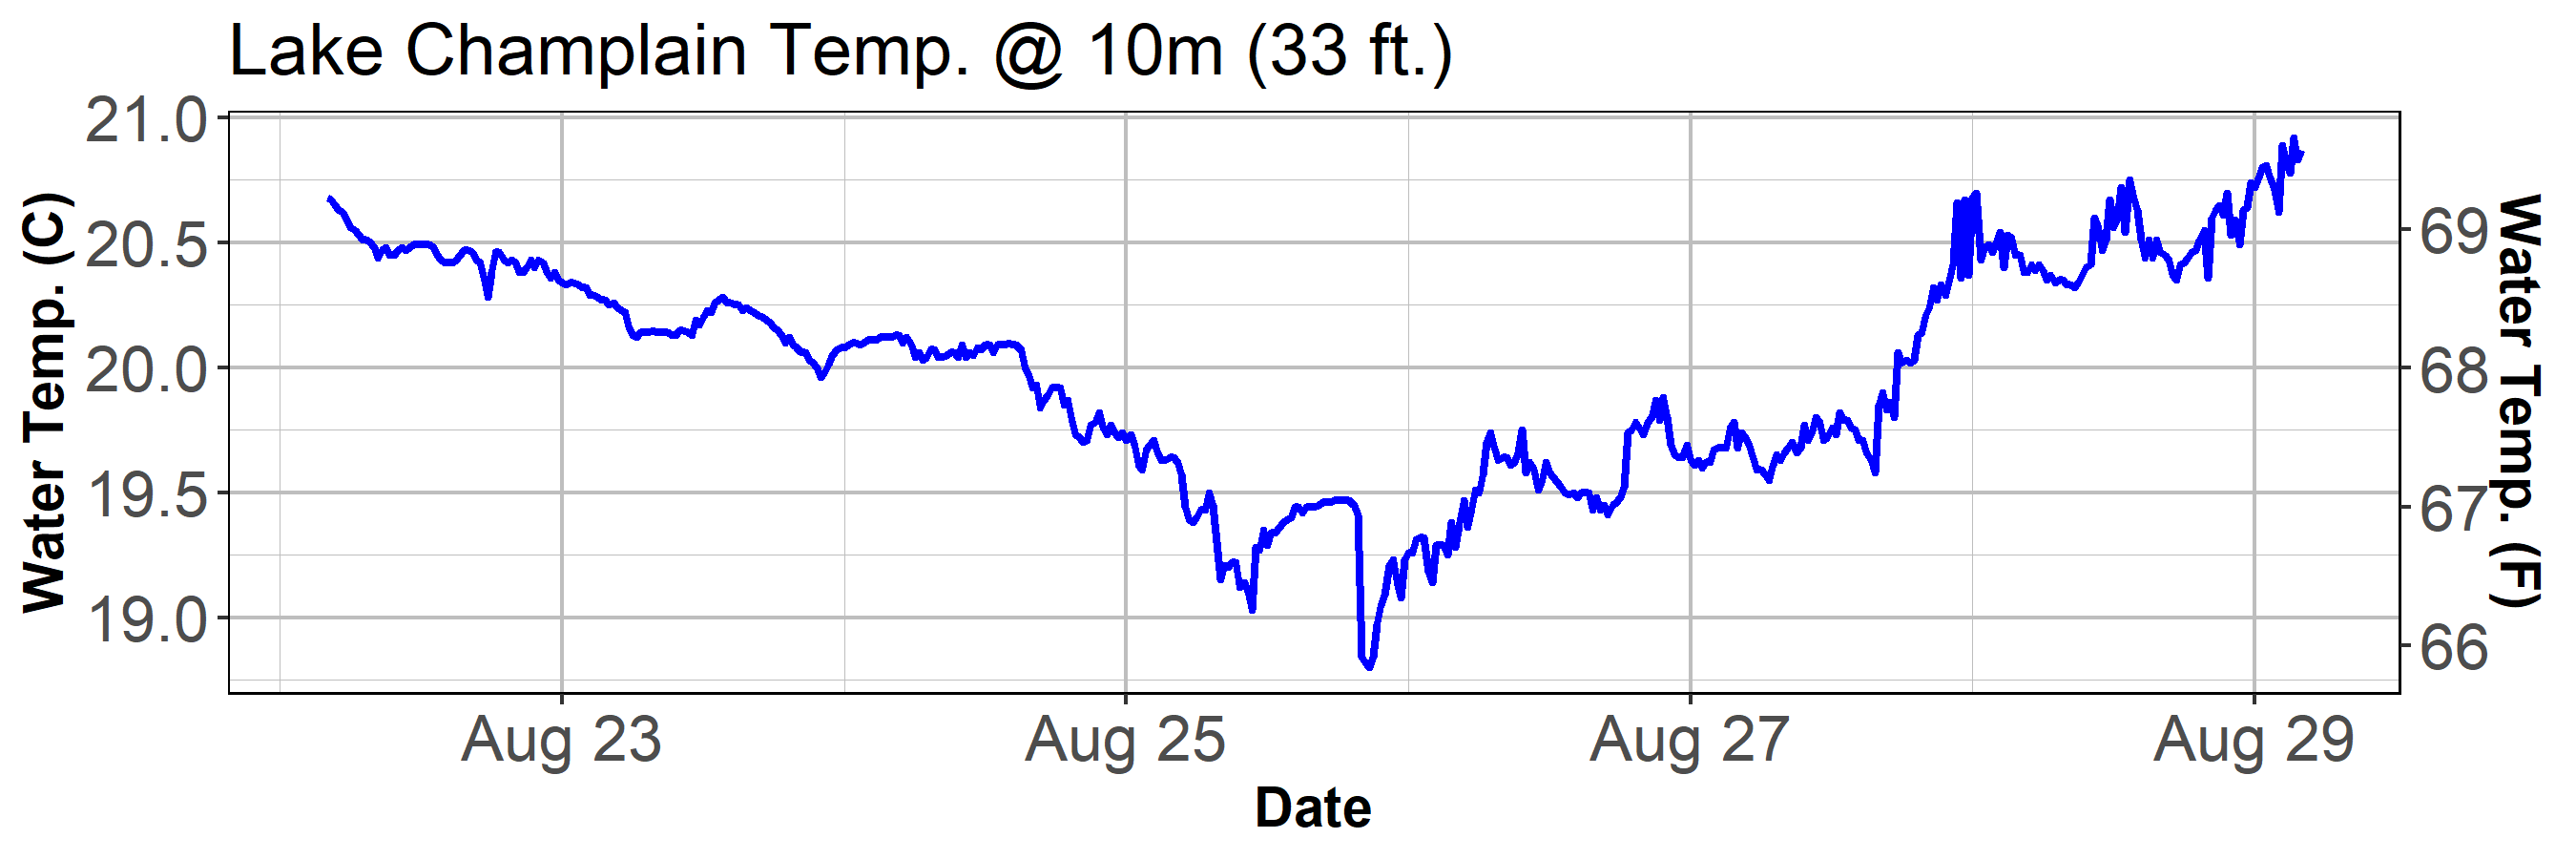 Lake Champlain Temp. @ 10m (33 ft.)
Water Temp. (C)
21.0
20.5
20.0
19.5
19.0
69
68
67
66
Water Temp. (F)
Aug 23
Aug 25
Aug 27
Aug 29
Date